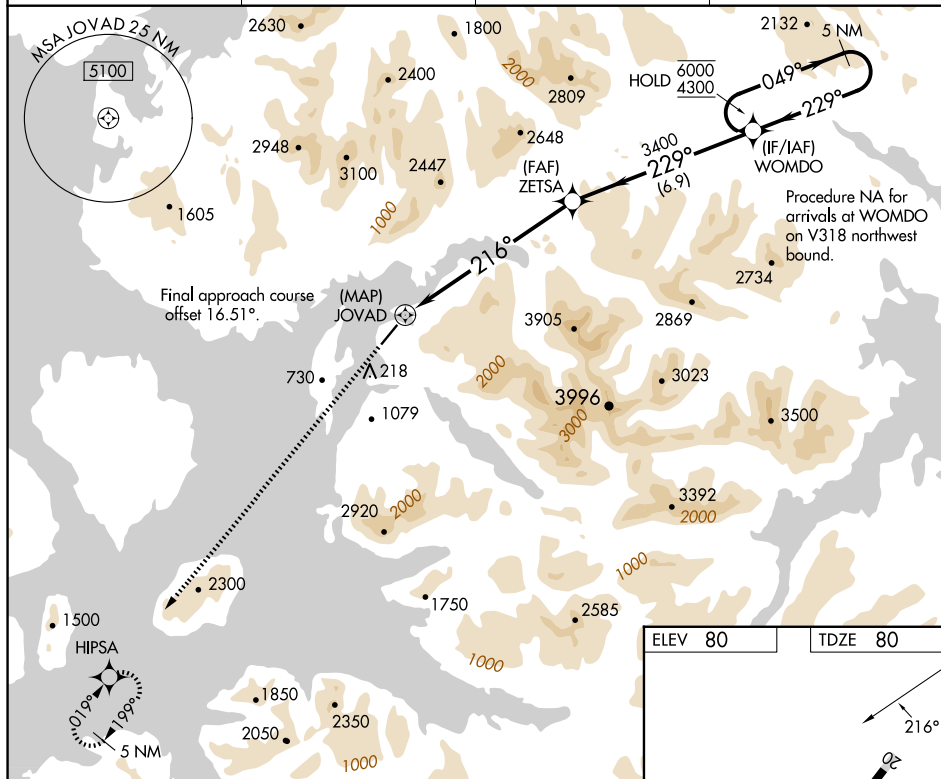 MSA JOVAD 25 NM
5100
2630
1800
2132
5 NM
2400
2000
2809
HOLD
6000
4300
049°
229°
2948
3100
2648
2447
3400
229°
(6.9)
(IF/IAF)
WOMDO
(FAF)
ZETSA
1605
1000
Procedure NA for
arrivals at WOMDO
on V318 northwest
bound.
216°
2734
Final approach course
offset 16.51°.
(MAP)
JOVAD
3905
2869
218
730
2000
3023
3996
1079
3000
3500
2920
2000
3392
2000
1000
2300
1750
1500
2585
HIPSA
1000
ELEV 80
TDZE 80
019°
199°
1850
2350
2050
5 NM
1000
216°
20